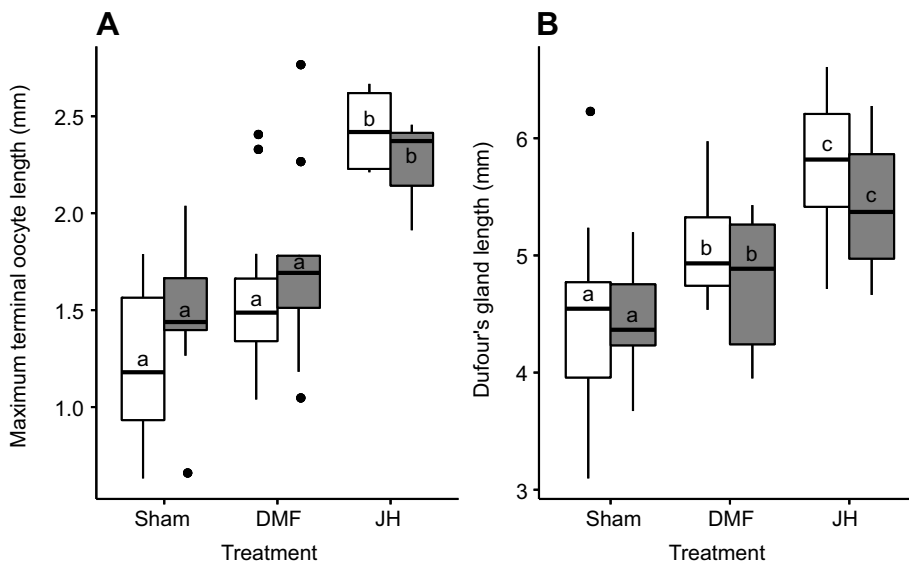 A
Maximum terminal oocyte length (mm)
2.5
2.0
1.5
1.0
a
a
a
a
b
b
Sham DMF JH
Treatment
B
Dufour's gland length (mm)
6
5
4
3
a
a
b
b
c
c
Sham DMF JH
Treatment